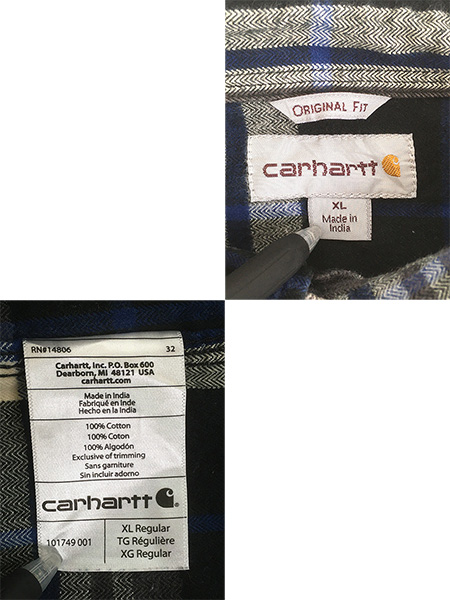 ORIGINAL FIT
carhartt
XL
Made in
India
RN#14806 32
Carhartt, Inc. P.O. Box 600
Dearborn, MI 48121 USA
carhartt.com
Made in India
Fabriqué en Inde
Hecho en la India
100% Cotton
100% Coton
100% Algodón
Exclusive of trimming
Sans garniture
Sin incluir adorno
carhartt
101749 001
XL Regular
TG Régulière
XG Regular